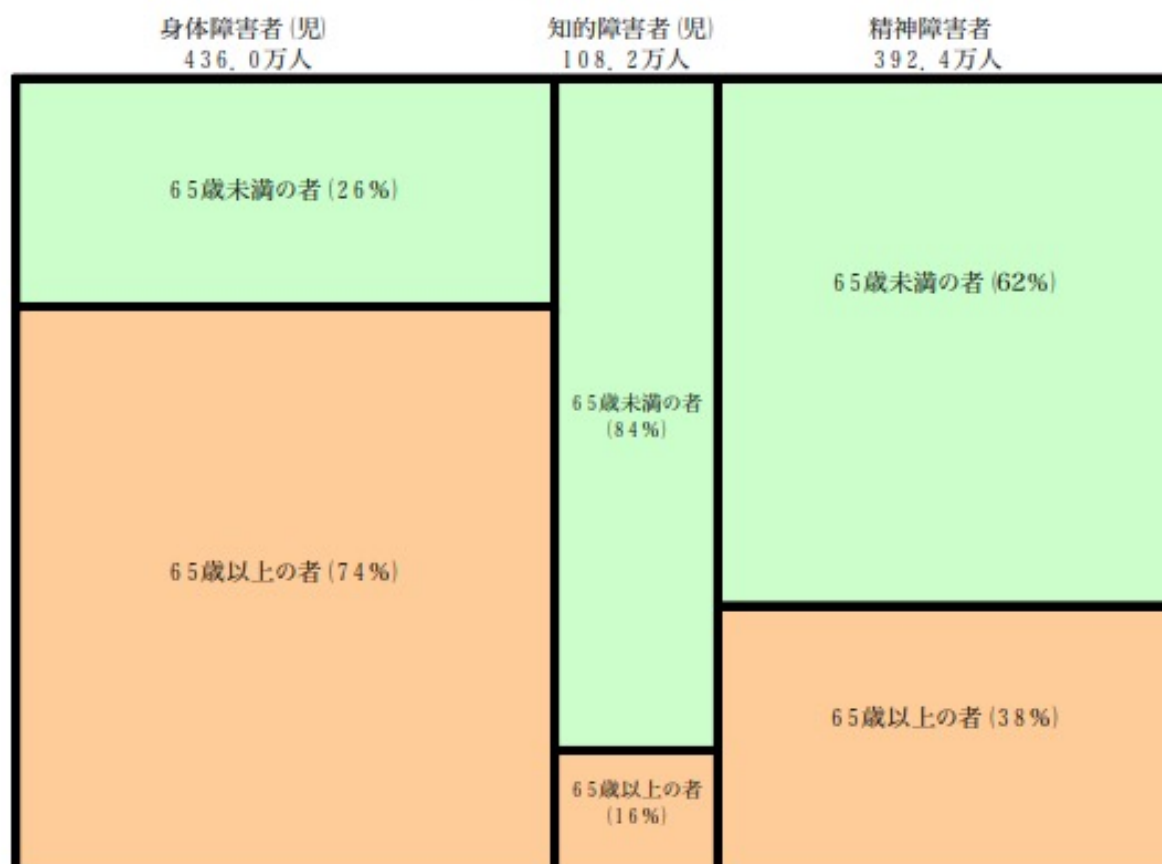 身体障害者(児)
436.0万人
知的障害者(児)
108.2万人
精神障害者
392.4万人
65歳未満の者(26%)
65歳以上の者(74%)
65歳未満の者
(84%)
65歳以上の者
(16%)
65歳未満の者(62%)
65歳以上の者(38%)